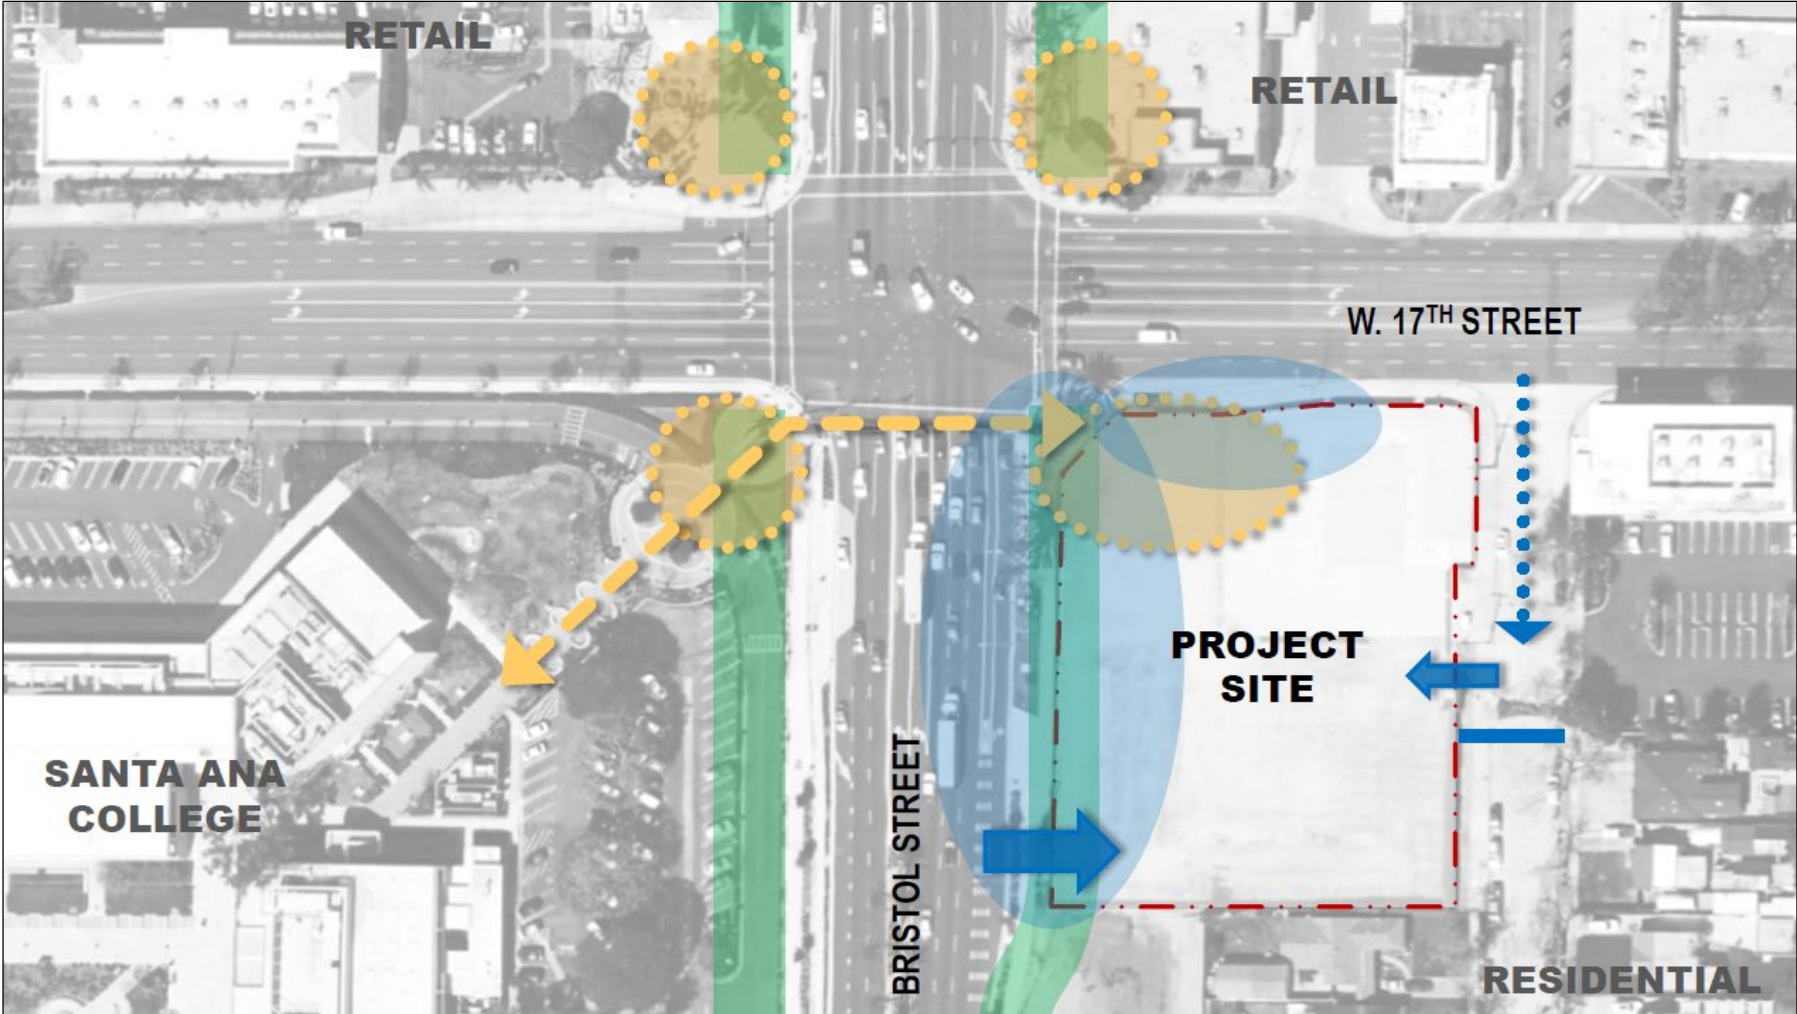 RETAIL
RETAIL
W. 17TH STREET
PROJECT
SITE
SANTA ANA
COLLEGE
BRISTOL STREET
RESIDENTIAL